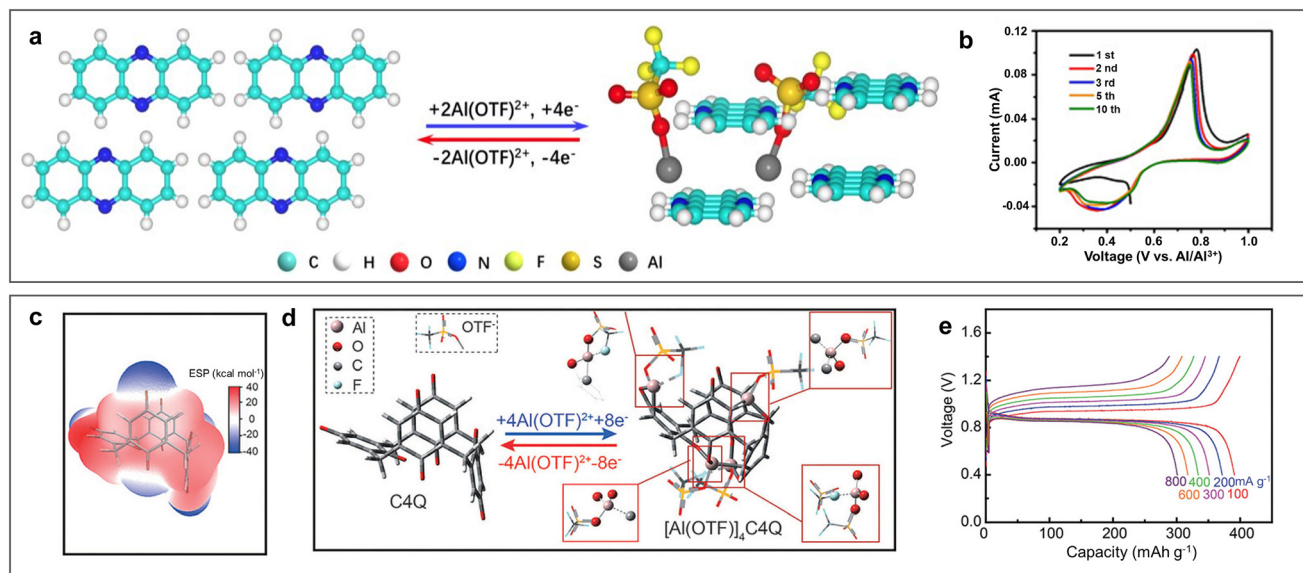 a
+2Al(OTF)²⁺, +4e⁻
-2Al(OTF)²⁺, -4e⁻
C H O N F S Al
b
1 st
2 nd
3 rd
5 th
10 th
Current (mA)
0.12
0.08
0.04
0.00
-0.04
0.2 0.4 0.6 0.8 1.0
Voltage (V vs. Al/Al³⁺)
c
ESP (kcal mol⁻¹)
40
20
0
-20
-40
d
Al
O
C
F
OTF⁻
+4Al(OTF)²⁺+8e⁻
-4Al(OTF)²⁺-8e⁻
C4Q
[Al(OTF)]₄C4Q
e
Voltage (V)
1.6
1.2
0.8
0.4
0.0
800 400 200mA g⁻¹
600 300 100
0 100 200 300 400
Capacity (mAh g⁻¹)